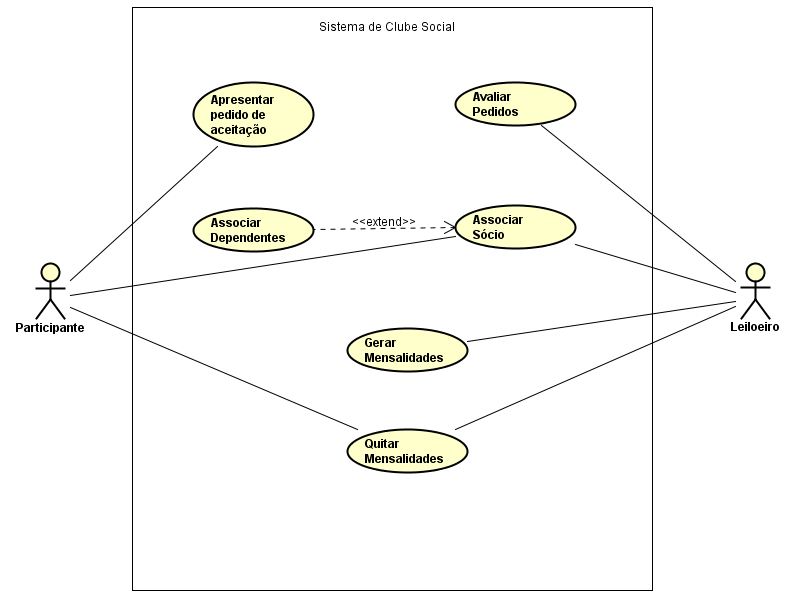 Sistema de Clube Social
Apresentar
pedido de
aceitação
Avaliar
Pedidos
Associar
Dependentes
<<extend>>
Associar
Sócio
Participante
Leiloeiro
Gerar
Mensalidades
Quitar
Mensalidades